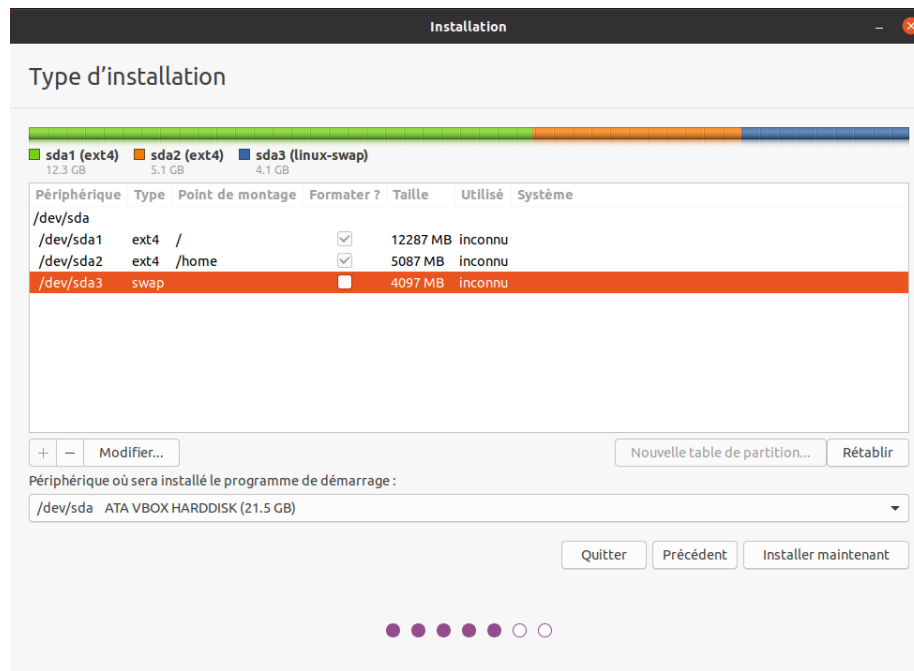 Installation
Type d’installation
sda1 (ext4) sda2 (ext4) sda3 (linux-swap)
12.3 GB 5.1 GB 4.1 GB
Périphérique Type Point de montage Formater ? Taille Utilisé Système
/dev/sda
/dev/sda1 ext4 / 12287 MB inconnu
/dev/sda2 ext4 /home 5087 MB inconnu
/dev/sda3 swap 4097 MB inconnu
+ − Modifier... Nouvelle table de partition... Rétablir
Périphérique où sera installé le programme de démarrage :
/dev/sda ATA VBOX HARDDISK (21.5 GB)
Quitter Précédent Installer maintenant